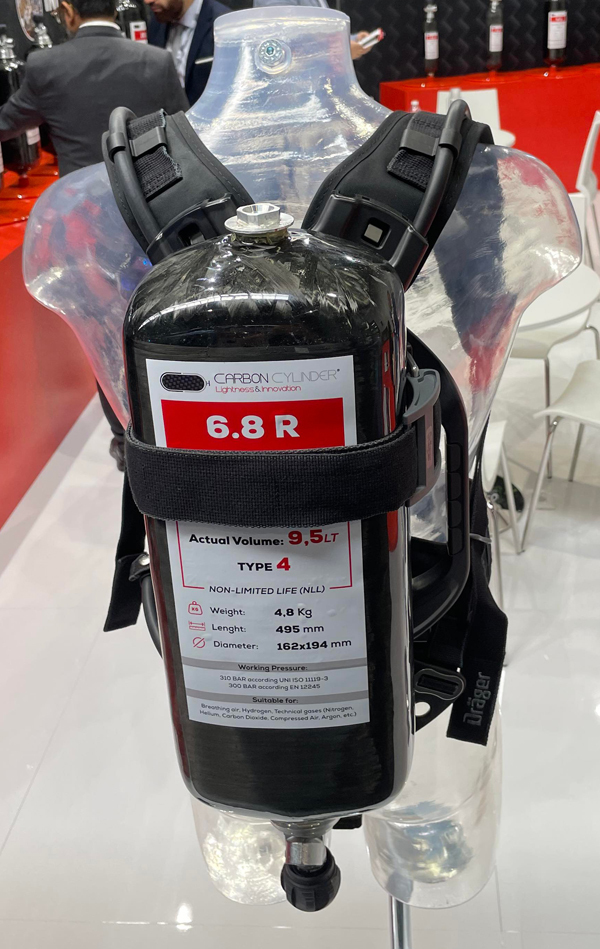 CARBON CYLINDER®
Lightness & Innovation
6.8 R
Actual Volume: 9,5 LT
TYPE 4
NON-LIMITED LIFE (NLL)
Weight: 4,8 Kg
Lenght: 495 mm
Diameter: 162x194 mm
Working Pressure:
310 BAR according UNI ISO 11119-3
300 BAR according EN 12245
Suitable for:
Breathing air, Hydrogen, Technical gases (Nitrogen,
Helium, Carbon Dioxide, Compressed Air, Argon, etc.)
Dräger